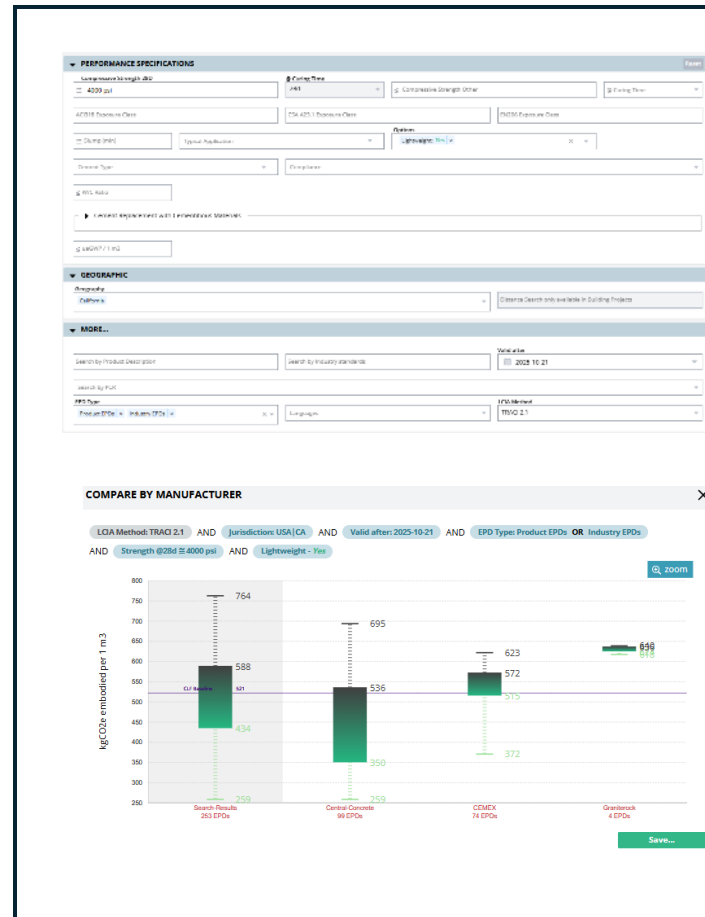 PERFORMANCE SPECIFICATIONS
Reset
Compressive Strength 28D
@ Curing Time
≅ 4000 psi
28d
≅ Compressive Strength Other
@ Curing Time
ACI318 Exposure Class
CSA A23.1 Exposure Class
EN206 Exposure Class
Options
≅ Slump (min)
Typical Application
Lightweight: Yes
Cement Type
Compliance
≤ W/C Ratio
Cement Replacement with Cementitious Materials
GEOGRAPHIC
Geography
California
Distance Search only available in Building Projects
MORE...
Valid after
Search by Product Description
Search by Industry standards
2025-10-21
Search by PCR
EPD Type
LCIA Method
Product EPDs
Industry EPDs
Languages
TRACI 2.1
COMPARE BY MANUFACTURER
LCIA Method: TRACI 2.1 AND Jurisdiction: USA|CA AND Valid after: 2025-10-21 AND EPD Type: Product EPDs OR Industry EPDs
AND Strength @28d ≅ 4000 psi AND Lightweight - Yes
zoom
kgCO2e embodied per 1 m3
800
750
700
650
600
550
500
450
400
350
300
250
764
588
CLF Baseline 521
434
259
695
536
350
259
623
572
515
372
640
Search Results
253 EPDs
Central Concrete
99 EPDs
CEMEX
74 EPDs
Graniterock
4 EPDs
Save...